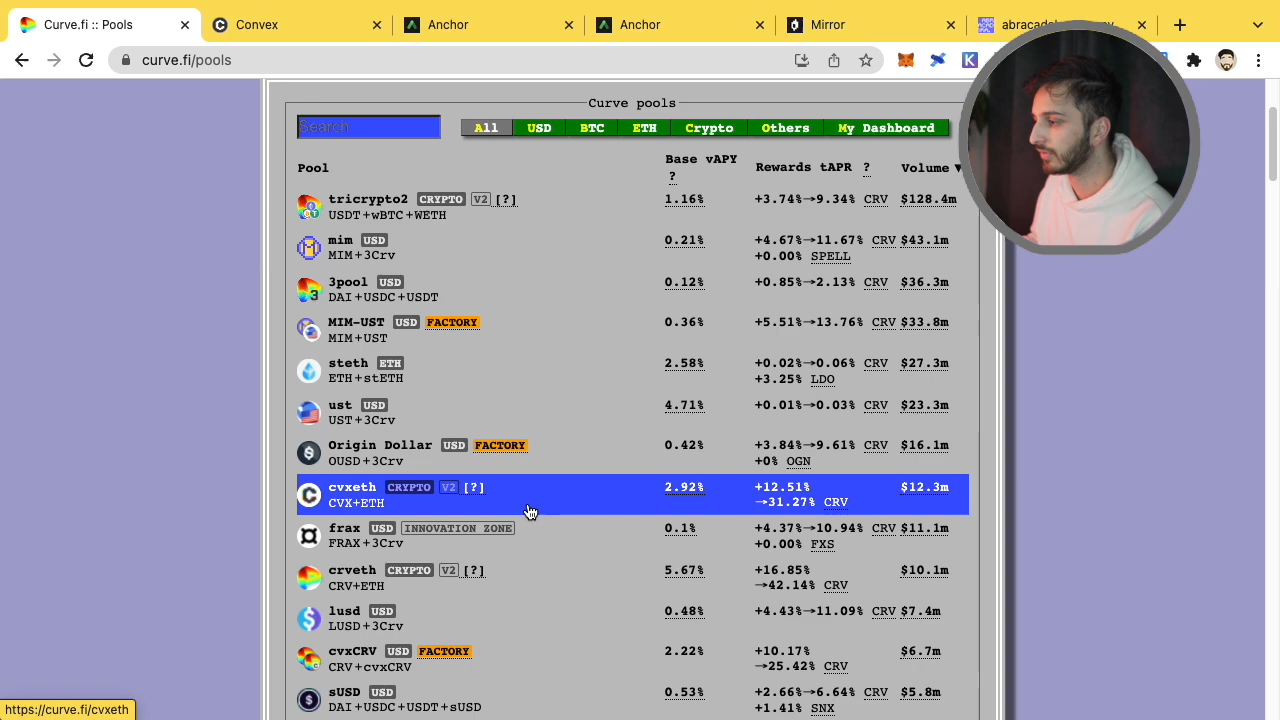 Curve.fi :: Pools
Convex
Anchor
Anchor
Mirror
curve.fi/pools
Curve pools
Search
All USD BTC ETH Crypto Others My Dashboard
Pool Base vAPY ? Rewards tAPR ? Volume ▼
tricrypto2 CRYPTO V2 [?] 1.16% +3.74%→9.34% CRV $128.4m
USDT+wBTC+WETH
mim USD 0.21% +4.67%→11.67% CRV $43.1m
MIM+3Crv +0.00% SPELL
3pool USD 0.12% +0.85%→2.13% CRV $36.3m
DAI+USDC+USDT
MIM-UST USD FACTORY 0.36% +5.51%→13.76% CRV $33.8m
MIM+UST
steth ETH 2.58% +0.02%→0.06% CRV $27.3m
ETH+stETH +3.25% LDO
ust USD 4.71% +0.01%→0.03% CRV $23.3m
UST+3Crv
Origin Dollar USD FACTORY 0.42% +3.84%→9.61% CRV $16.1m
OUSD+3Crv +0% OGN
cvxeth CRYPTO V2 [?] 2.92% +12.51% $12.3m
CVX+ETH →31.27% CRV
frax USD INNOVATION ZONE 0.1% +4.37%→10.94% CRV $11.1m
FRAX+3Crv +0.00% FXS
crveth CRYPTO V2 [?] 5.67% +16.85% $10.1m
CRV+ETH →42.14% CRV
lusd USD 0.48% +4.43%→11.09% CRV $7.4m
LUSD+3Crv
cvxCRV USD FACTORY 2.22% +10.17% $6.7m
CRV+cvxCRV →25.42% CRV
sUSD USD 0.53% +2.66%→6.64% CRV $5.8m
DAI+USDC+USDT+sUSD +1.41% SNX
https://curve.fi/cvxeth